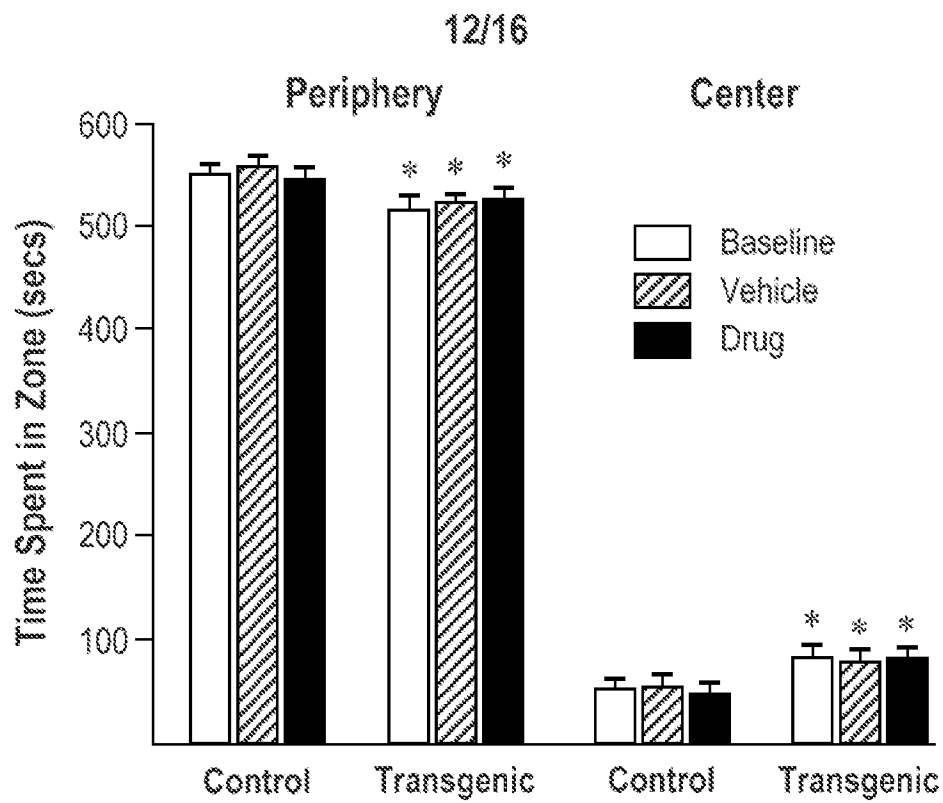 12/16
Periphery Center
600
500
400
300
200
100
Time Spent in Zone (secs)
* * *
Baseline
Vehicle
Drug
* * *
Control Transgenic Control Transgenic